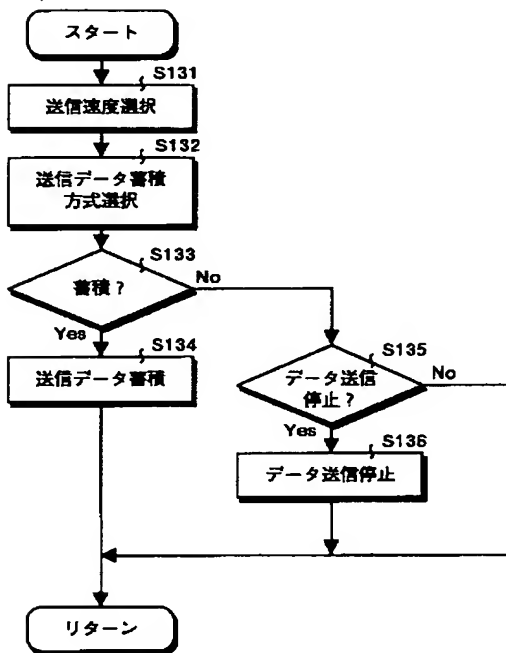 スタート
S131
送信速度選択
S132
送信データ蓄積
方式選択
S133
蓄積？
No
Yes
S134
送信データ蓄積
S135
データ送信
停止？
No
Yes
S136
データ送信停止
リターン